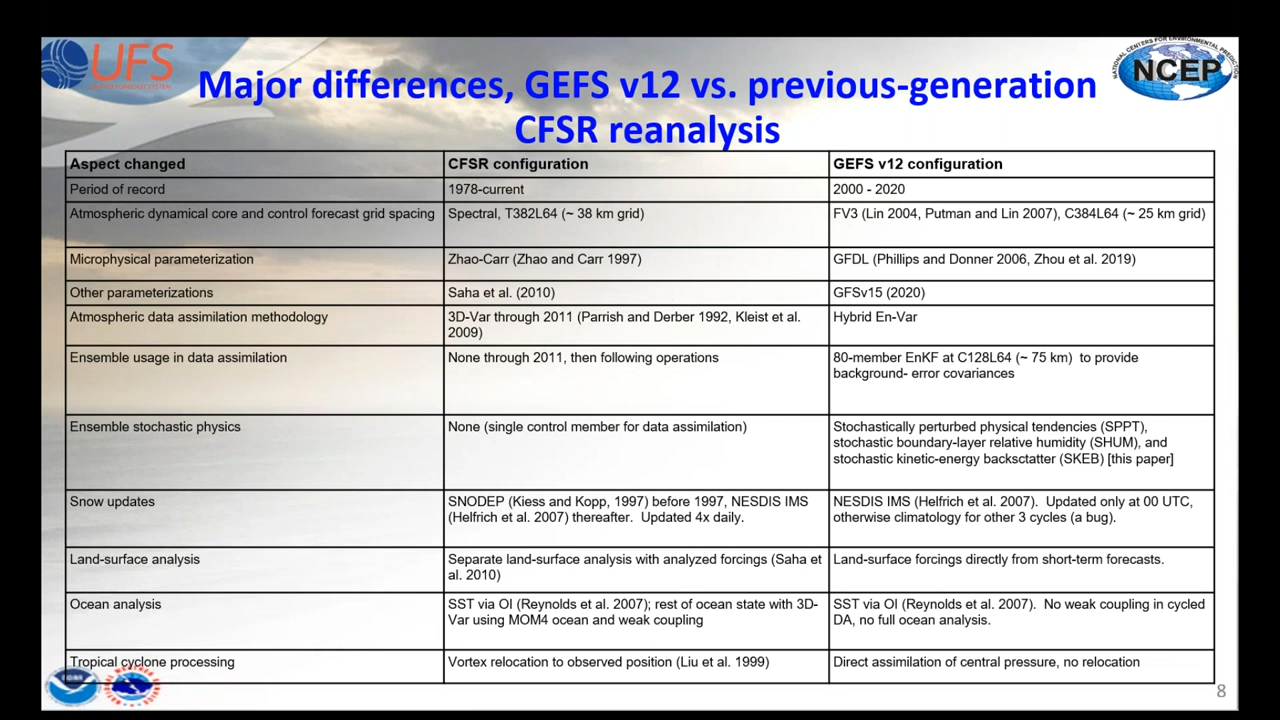 UFS
NATIONAL CENTERS FOR ENVIRONMENTAL PREDICTION
NCEP
Major differences, GEFS v12 vs. previous-generation
CFSR reanalysis
Aspect changed
CFSR configuration
GEFS v12 configuration
Period of record
1978-current
2000 - 2020
Atmospheric dynamical core and control forecast grid spacing
Spectral, T382L64 (~ 38 km grid)
FV3 (Lin 2004, Putman and Lin 2007), C384L64 (~ 25 km grid)
Microphysical parameterization
Zhao-Carr (Zhao and Carr 1997)
GFDL (Phillips and Donner 2006, Zhou et al. 2019)
Other parameterizations
Saha et al. (2010)
GFSv15 (2020)
Atmospheric data assimilation methodology
3D-Var through 2011 (Parrish and Derber 1992, Kleist et al.
2009)
Hybrid En-Var
Ensemble usage in data assimilation
None through 2011, then following operations
80-member EnKF at C128L64 (~ 75 km)  to provide
background- error covariances
Ensemble stochastic physics
None (single control member for data assimilation)
Stochastically perturbed physical tendencies (SPPT),
stochastic boundary-layer relative humidity (SHUM), and
stochastic kinetic-energy backsctatter (SKEB) [this paper]
Snow updates
SNODEP (Kiess and Kopp, 1997) before 1997, NESDIS IMS
(Helfrich et al. 2007) thereafter.  Updated 4x daily.
NESDIS IMS (Helfrich et al. 2007).  Updated only at 00 UTC,
otherwise climatology for other 3 cycles (a bug).
Land-surface analysis
Separate land-surface analysis with analyzed forcings (Saha et
al. 2010)
Land-surface forcings directly from short-term forecasts.
Ocean analysis
SST via OI (Reynolds et al. 2007); rest of ocean state with 3D-
Var using MOM4 ocean and weak coupling
SST via OI (Reynolds et al. 2007).  No weak coupling in cycled
DA, no full ocean analysis.
Tropical cyclone processing
Vortex relocation to observed position (Liu et al. 1999)
Direct assimilation of central pressure, no relocation
8